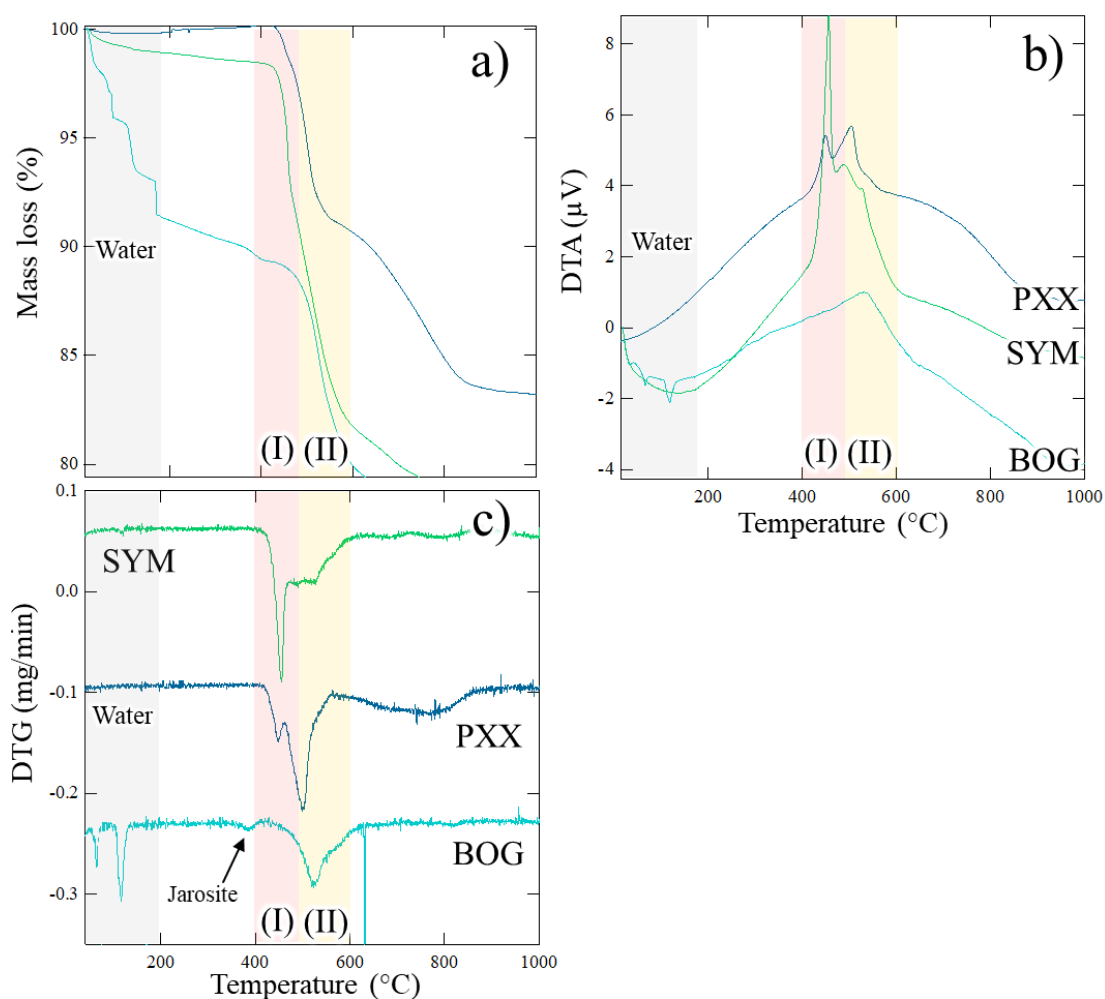 a)
100
95
90
85
80
Mass loss (%)
Water
(I) (II)
b)
8
6
4
2
0
-2
-4
DTA (µV)
Water
PXX
SYM
BOG
(I) (II)
200 400 600 800 1000
Temperature (°C)
c)
0.1
0.0
-0.1
-0.2
-0.3
DTG (mg/min)
SYM
Water
PXX
BOG
Jarosite
(I) (II)
200 400 600 800 1000
Temperature (°C)